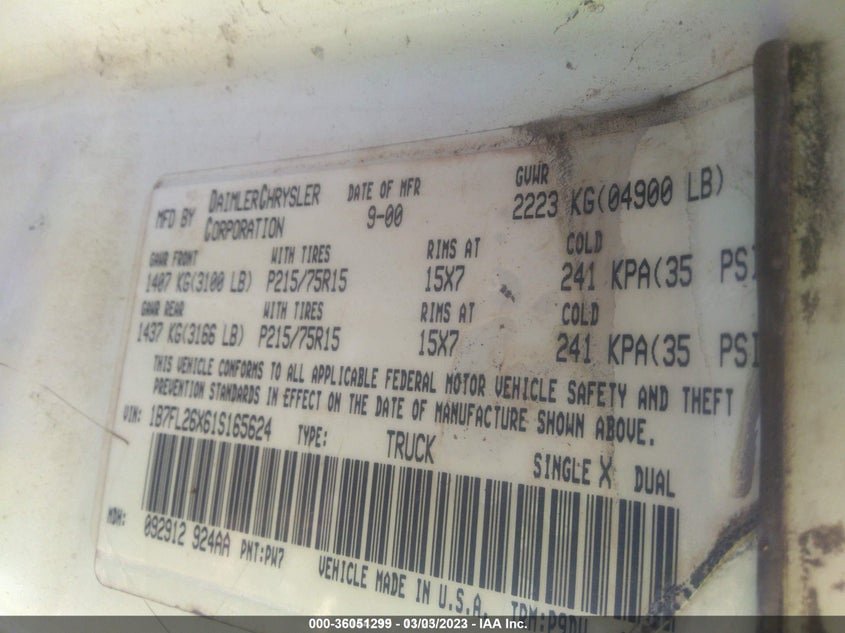 MFD BY DAIMLERCHRYSLER CORPORATION DATE OF MFR 9-00 GVWR 2223 KG(04900 LB)
GAWR FRONT WITH TIRES RIMS AT COLD
1407 KG(3100 LB) P215/75R15 15X7 241 KPA(35 PSI
GAWR REAR WITH TIRES RIMS AT COLD
1437 KG(3166 LB) P215/75R15 15X7 241 KPA(35 PSI
THIS VEHICLE CONFORMS TO ALL APPLICABLE FEDERAL MOTOR VEHICLE SAFETY AND THEFT
PREVENTION STANDARDS IN EFFECT ON THE DATE OF MANUFACTURE SHOWN ABOVE.
VIN: 1B7FL26X61S165624 TYPE: TRUCK SINGLE X DUAL
MDH: 092912 924AA PNT:PW7
VEHICLE MADE IN U.S.A.
000-36051299 - 03/03/2023 - IAA Inc.